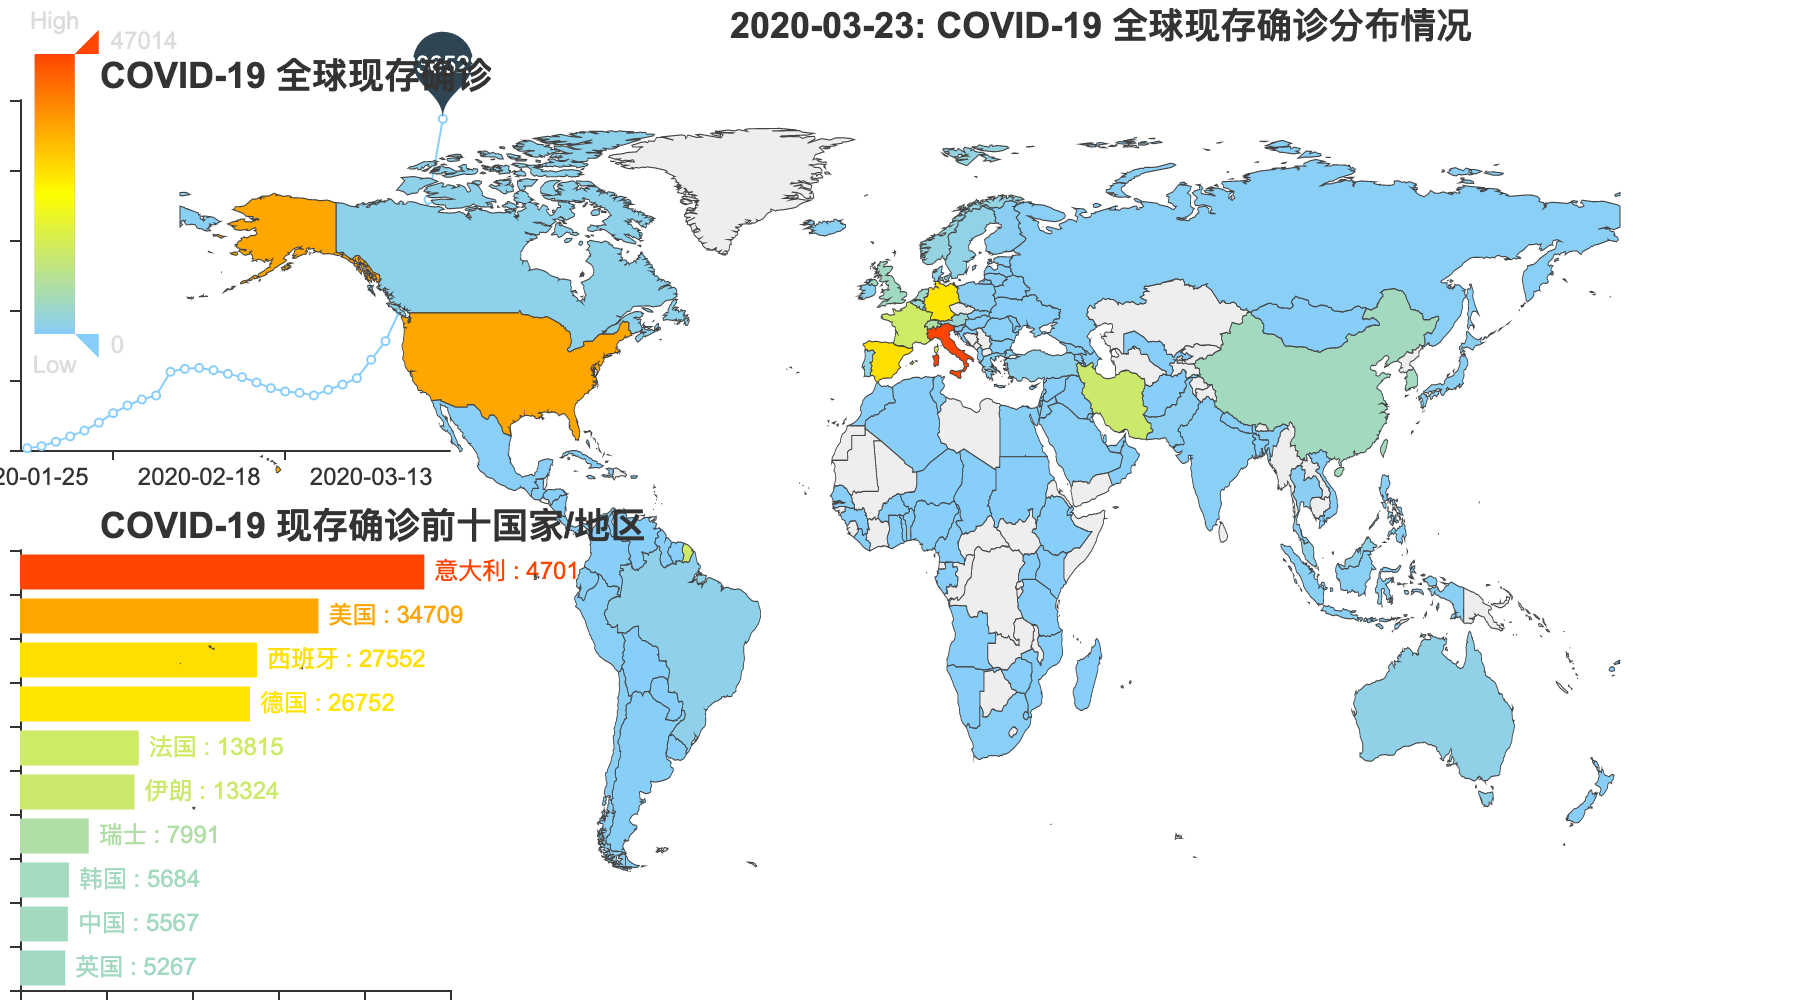 2020-03-23: COVID-19 全球现存确诊分布情况
High
47014
COVID-19 全球现存确诊
0
Low
20-01-25
2020-02-18
2020-03-13
COVID-19 现存确诊前十国家/地区
意大利 : 4701
美国 : 34709
西班牙 : 27552
德国 : 26752
法国 : 13815
伊朗 : 13324
瑞士 : 7991
韩国 : 5684
中国 : 5567
英国 : 5267